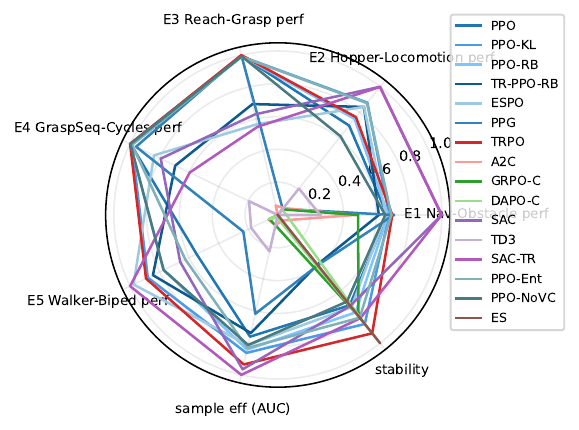 E3 Reach-Grasp perf
E2 Hopper-Locomotion perf
E4 GraspSeq-Cycles perf
E1 Nav-Obstacle perf
E5 Walker-Biped perf
stability
sample eff (AUC)
0.2
0.4
0.6
0.8
1.0
PPO
PPO-KL
PPO-RB
TR-PPO-RB
ESPO
PPG
TRPO
A2C
GRPO-C
DAPO-C
SAC
TD3
SAC-TR
PPO-Ent
PPO-NoVC
ES